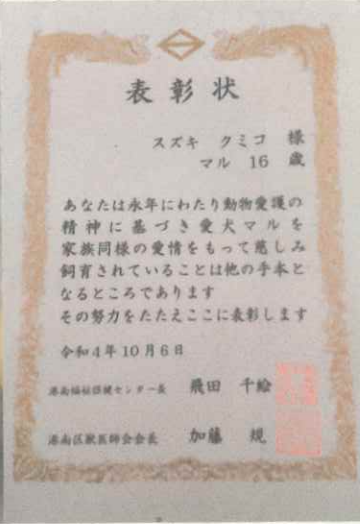 表彰状
スズキ クミコ 様
マル 16 歳
あなたは永年にわたり動物愛護の
精神に基づき愛犬マルを
家族同様の愛情をもって慈しみ
飼育されていることは他の手本と
なるところであります
その努力をたたえここに表彰します
令和4年10月6日
港南福祉保健センター長 飛田 千絵
港南区獣医師会会長 加藤 規